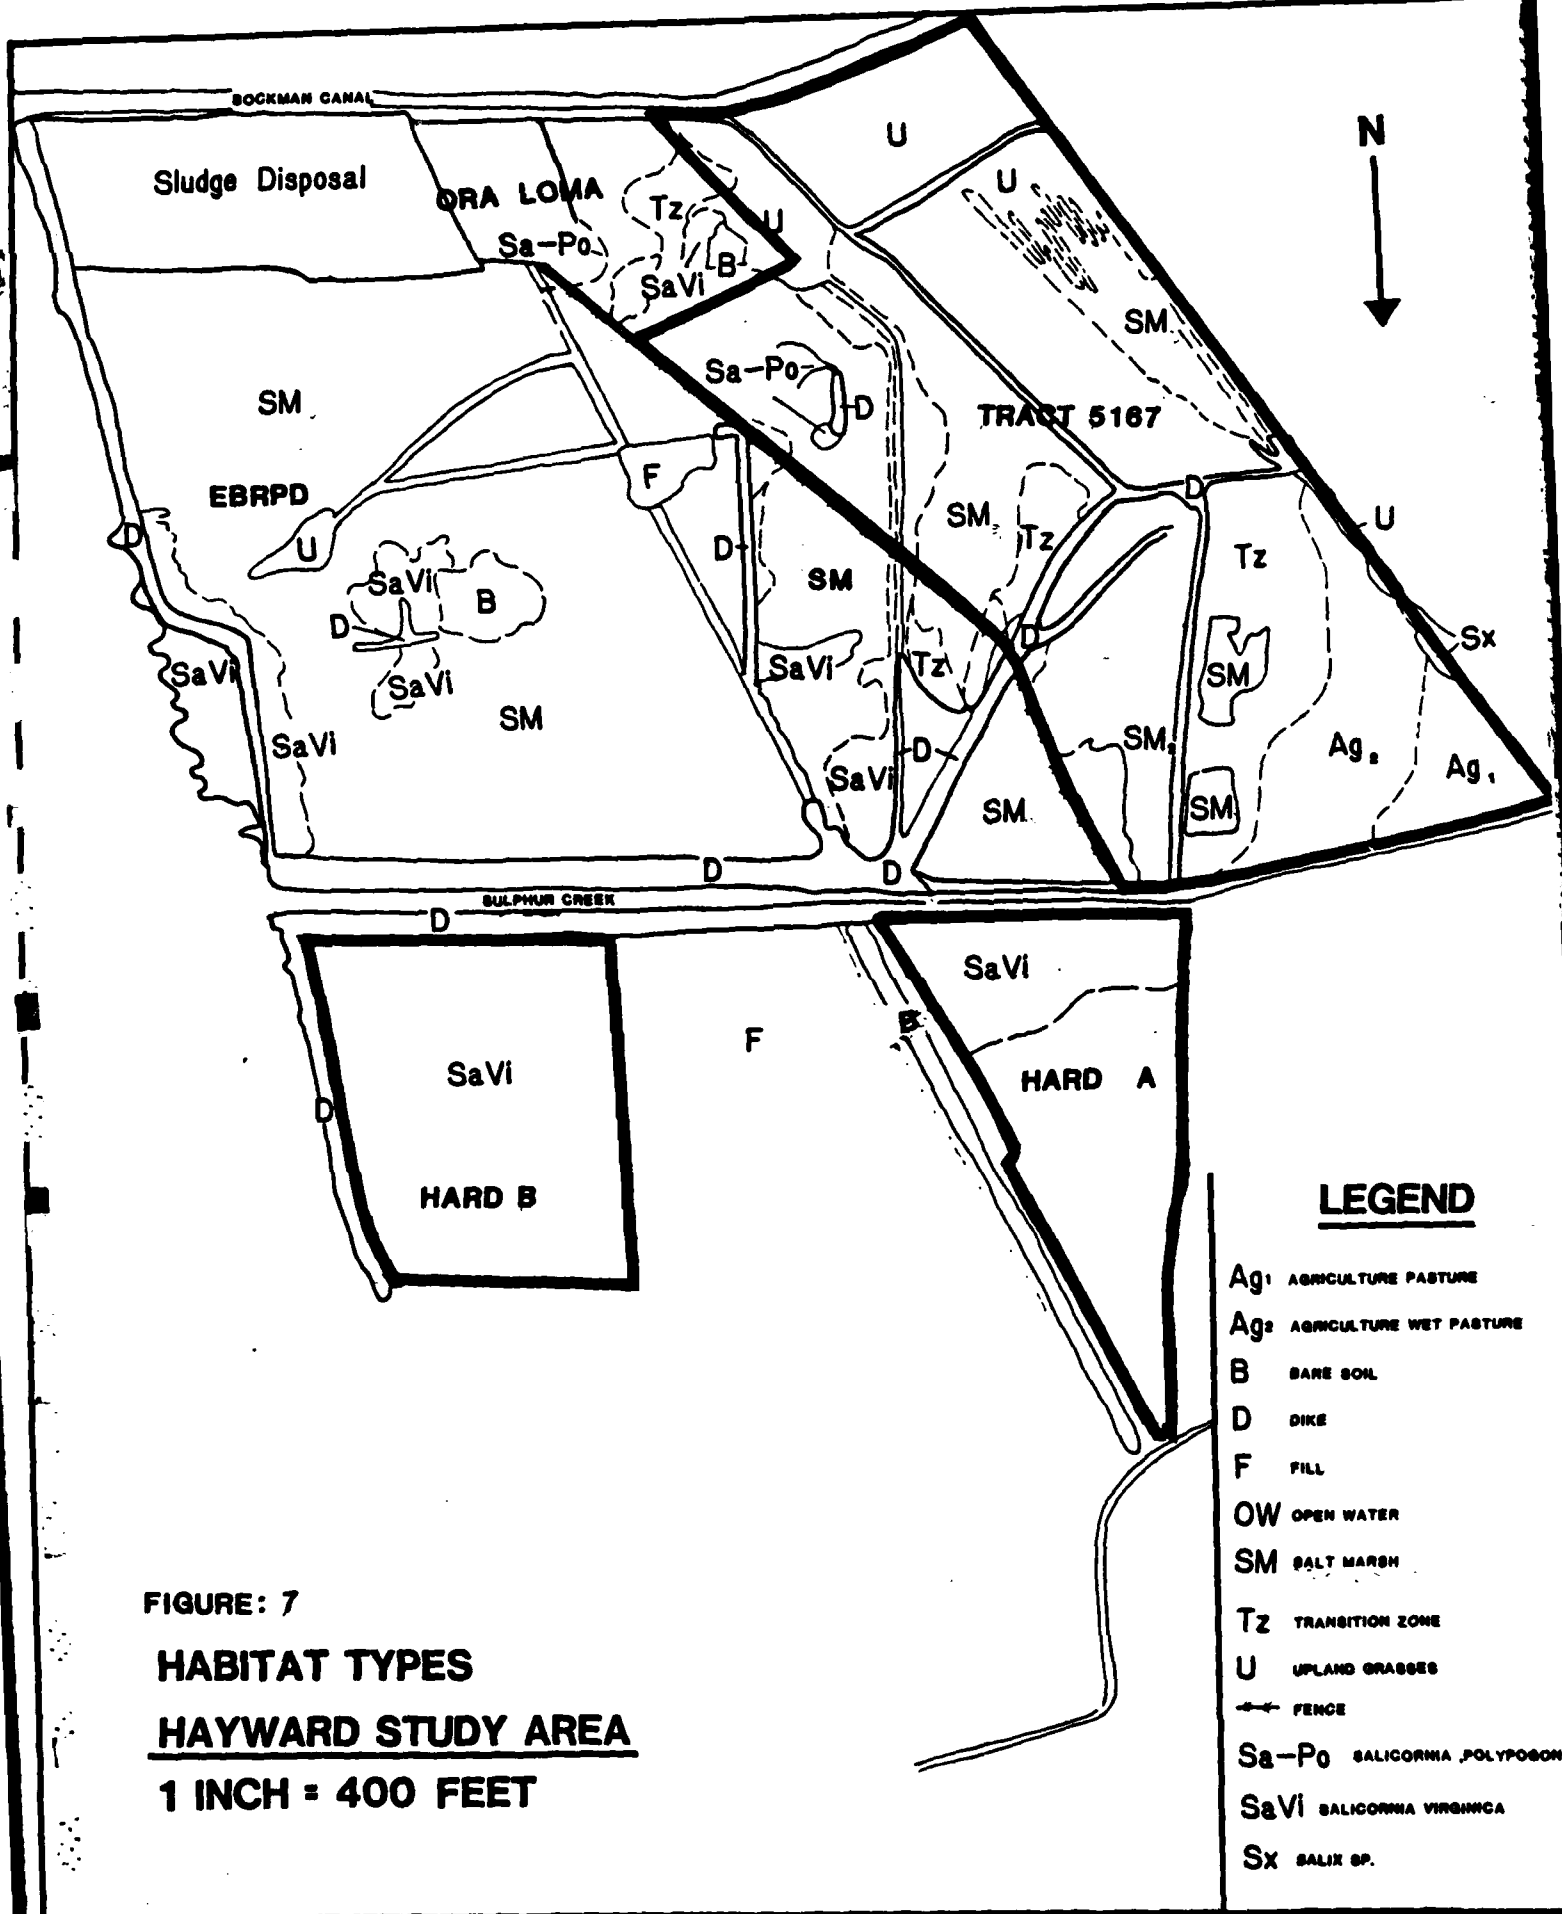 BOCKMAN CANAL
Sludge Disposal
ORA LOMA
U
N
U
Tz
U
Sa-Po
B
SaVi
SM
Sa-Po
D
SM
TRACT 5167
F
D
EBRPD
SM
U
D
U
D
Tz
Tz
SaVi
B
SM
D
D
D
Sx
SaVi
SaVi
Tz
SM
SaVi
SM
SaVi
D
SM2
Ag2
Ag1
SaVi
SM
SM
D
D
SULPHUR CREEK
D
SaVi
B
F
SaVi
HARD A
D
HARD B
LEGEND
Ag1 AGRICULTURE PASTURE
Ag2 AGRICULTURE WET PASTURE
B BARE SOIL
D DIKE
F FILL
OW OPEN WATER
SM SALT MARSH
Tz TRANSITION ZONE
U UPLAND GRASSES
FENCE
Sa-Po SALICORNIA, POLYPOGON
SaVi SALICORNIA VIRGINICA
Sx SALIX SP.
FIGURE: 7
HABITAT TYPES
HAYWARD STUDY AREA
1 INCH = 400 FEET